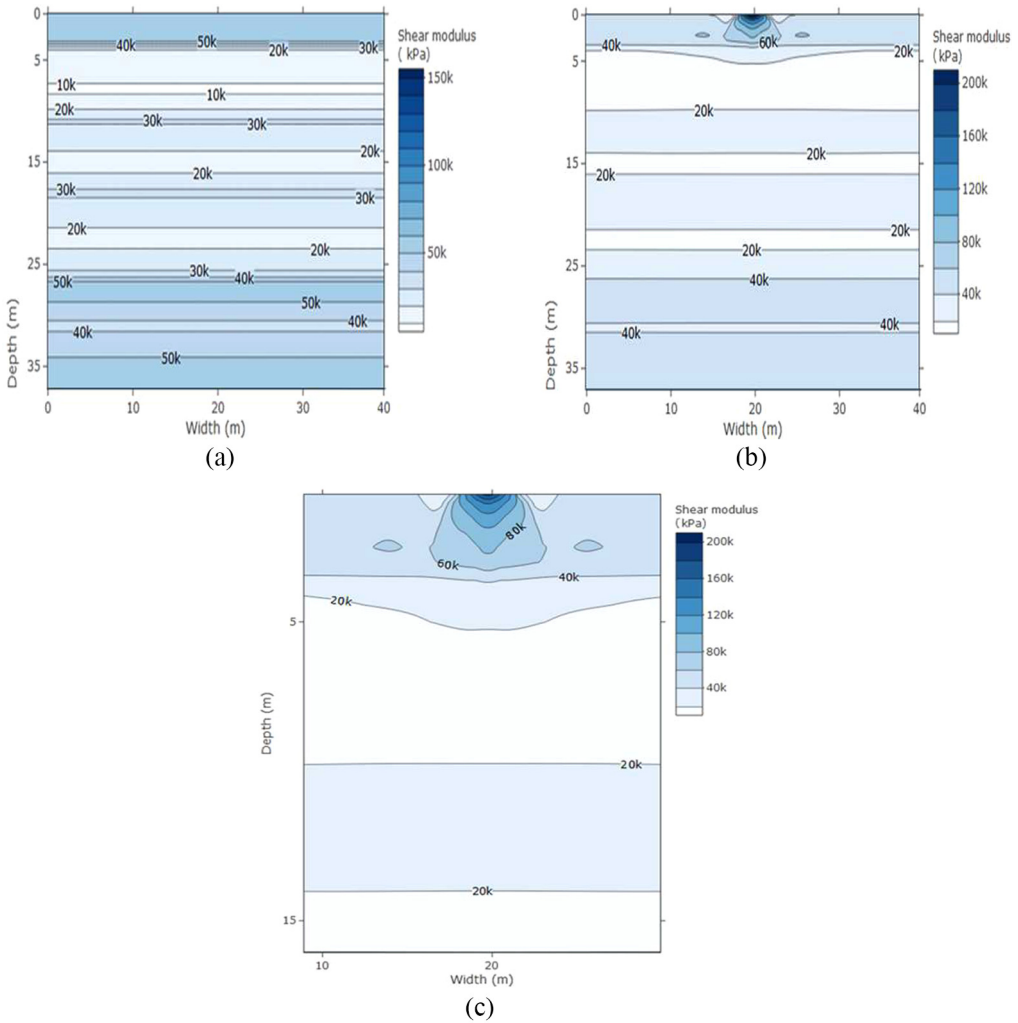 Shear modulus
( kPa)
150k
100k
50k
0
5
15
25
35
Depth (m)
40k
50k
20k
30k
10k
10k
20k
30k
30k
20k
20k
30k
30k
20k
20k
30k
40k
50k
50k
40k
40k
50k
0
10
20
30
40
Width (m)
(a)
Shear modulus
(kPa)
200k
160k
120k
80k
40k
0
5
15
25
35
Depth (m)
40k
60k
20k
20k
20k
20k
20k
20k
40k
40k
40k
0
10
20
30
40
Width (m)
(b)
Shear modulus
(kPa)
200k
160k
120k
80k
40k
5
15
Depth (m)
80k
60k
40k
20k
20k
20k
10
20
Width (m)
(c)